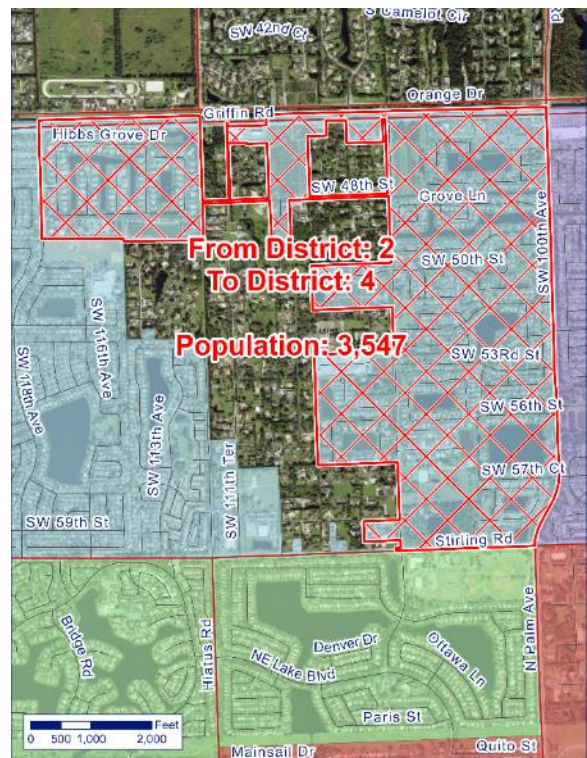 S Camelot Cir
SW 42nd Ct
Rd
Orange Dr
Griffin Rd
Hibbs Grove Dr
SW 48th St
Grove Ln
SW 100th Ave
From District: 2
To District: 4
SW 50th St
SW 116th Ave
Population: 3,547
SW 53Rd St
SW 118th Ave
SW 113th Ave
SW 56th St
SW 111th Ter
SW 57th Ct
SW 59th St
Stirling Rd
Bridge Rd
Hiatus Rd
Denver Dr
Ottawa Ln
N Palm Ave
NE Lake Blvd
Paris St
Feet
0 500 1,000 2,000
Mainsail Dr
Quito St